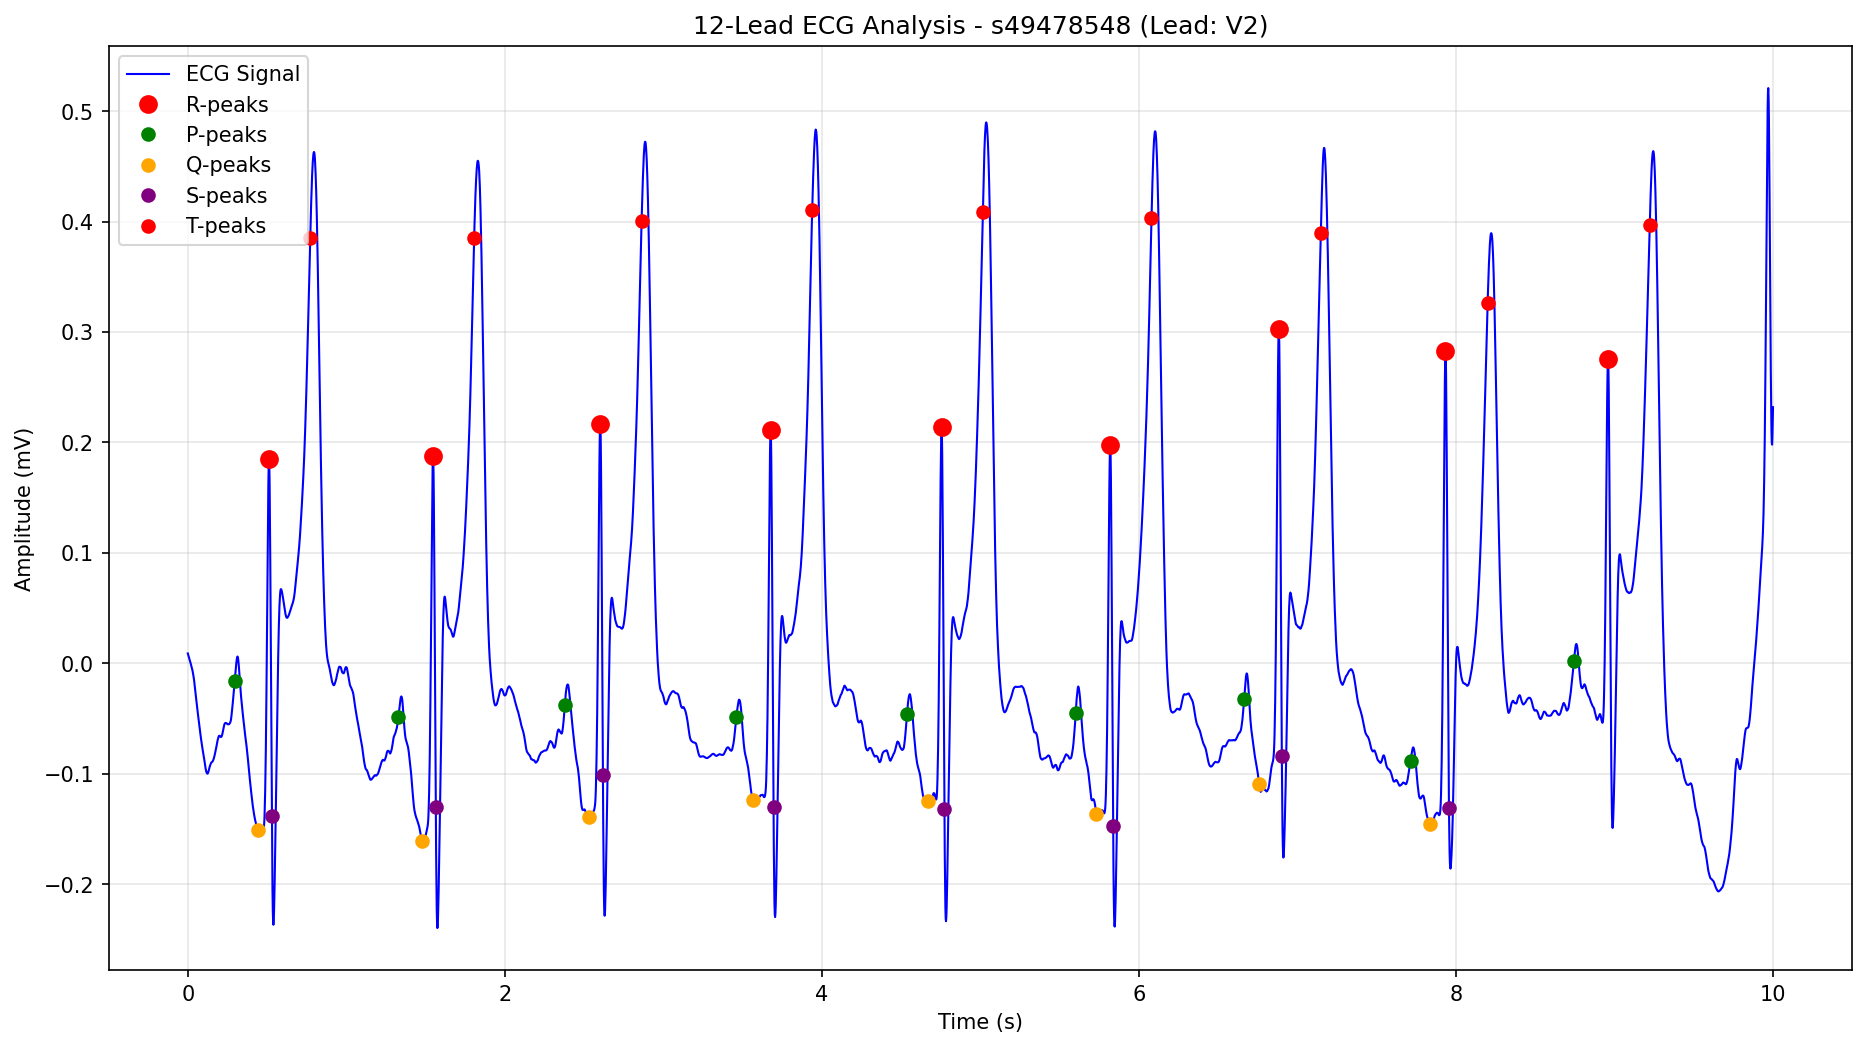 12-Lead ECG Analysis - s49478548 (Lead: V2)
ECG Signal
R-peaks
P-peaks
Q-peaks
S-peaks
T-peaks
0.5
0.4
0.3
0.2
0.1
0.0
−0.1
−0.2
Amplitude (mV)
0 2 4 6 8 10
Time (s)